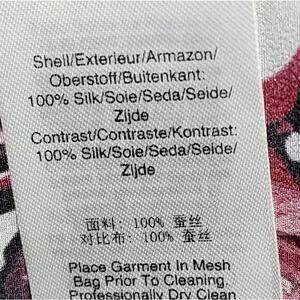 Shell/Exterieur/Armazon/
Oberstoff/Buitenkant:
100% Silk/Soie/Seda/Seide/
Zijde
Contrast/Contraste/Kontrast:
100% Silk/Soie/Seda/Seide/
Zijde
面料: 100% 蚕丝
对比布: 100% 蚕丝
Place Garment In Mesh
Bag Prior To Cleaning,
Professionally Dry Clean